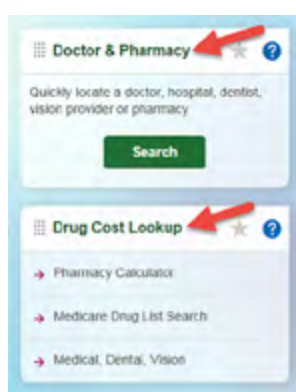 Doctor & Pharmacy
Quickly locate a doctor, hospital, dentist,
vision provider or pharmacy
Search
Drug Cost Lookup
Pharmacy Calculator
Medicare Drug List Search
Medical, Dental, Vision